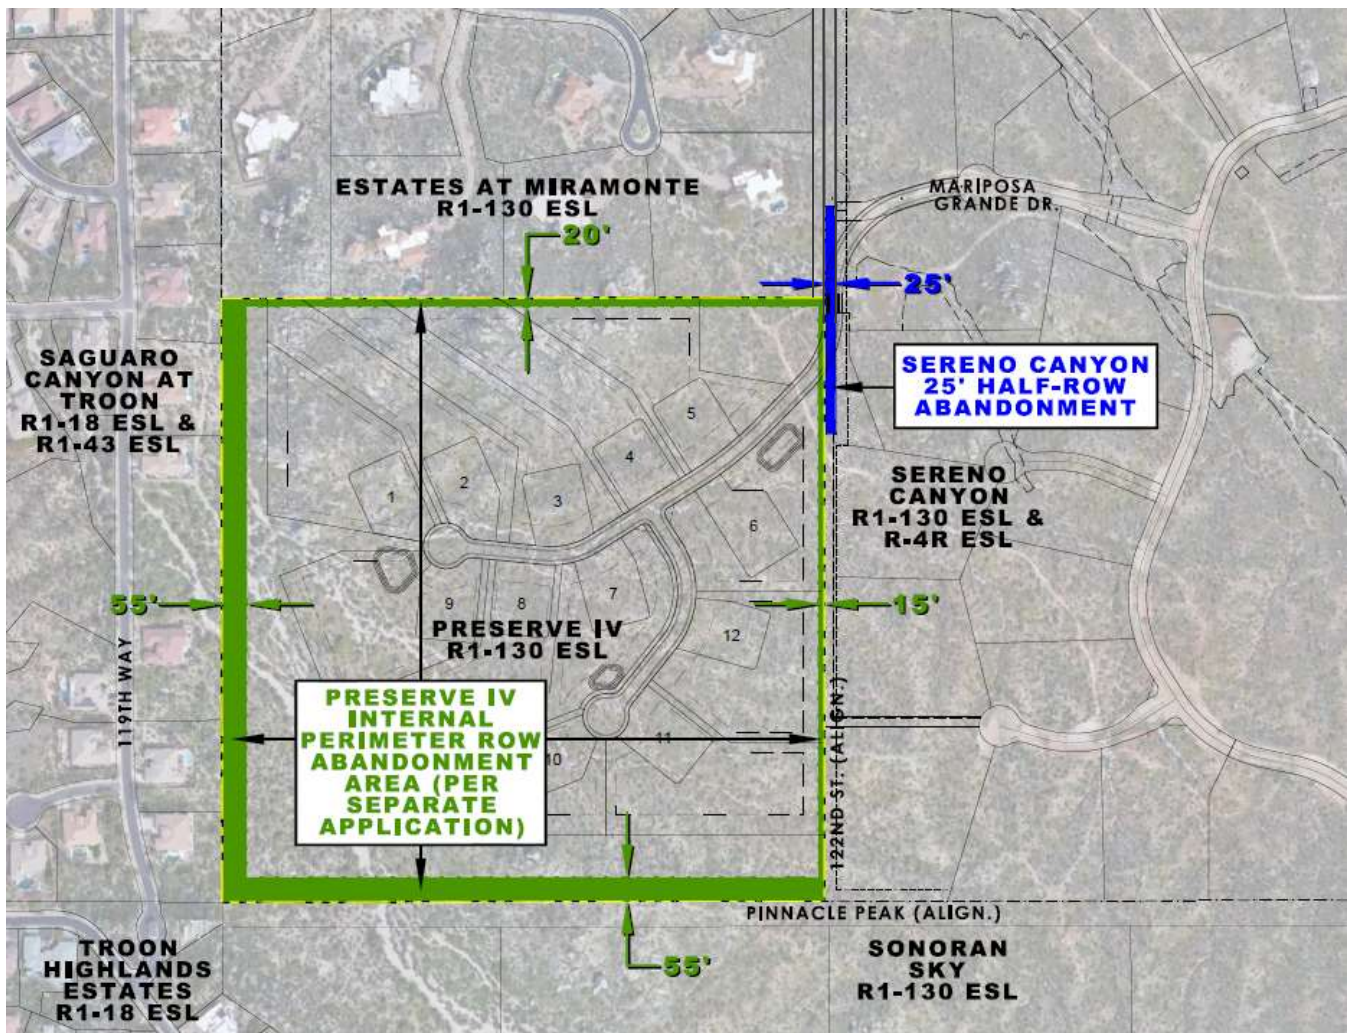 ESTATES AT MIRAMONTE
R1-130 ESL
20'
MARIPOSA
GRANDE DR.
25'
SERENO CANYON
25' HALF-ROW
ABANDONMENT
SAGUARO
CANYON AT
TROON
R1-18 ESL &
R1-43 ESL
5
4
2
1
3
6
SERENO
CANYON
R1-130 ESL &
R-4R ESL
55'
15'
9
8
7
12
PRESERVE IV
R1-130 ESL
PRESERVE IV
INTERNAL
PERIMETER ROW
ABANDONMENT
AREA (PER
SEPARATE
APPLICATION)
10
11
119TH WAY
122ND ST. (ALIGN.)
PINNACLE PEAK (ALIGN.)
55'
TROON
HIGHLANDS
ESTATES
R1-18 ESL
SONORAN
SKY
R1-130 ESL